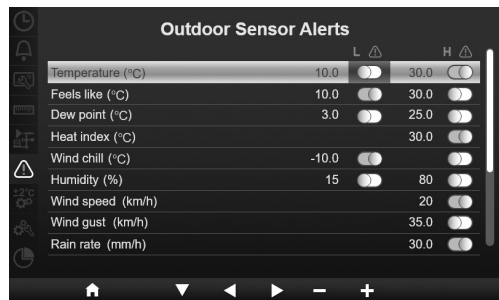 Outdoor Sensor Alerts
L H
Temperature (°C) 10.0 30.0
Feels like (°C) 10.0 30.0
Dew point (°C) 3.0 25.0
Heat index (°C) 30.0
Wind chill (°C) -10.0
Humidity (%) 15 80
Wind speed (km/h) 20
Wind gust (km/h) 35.0
Rain rate (mm/h) 30.0
±2°C